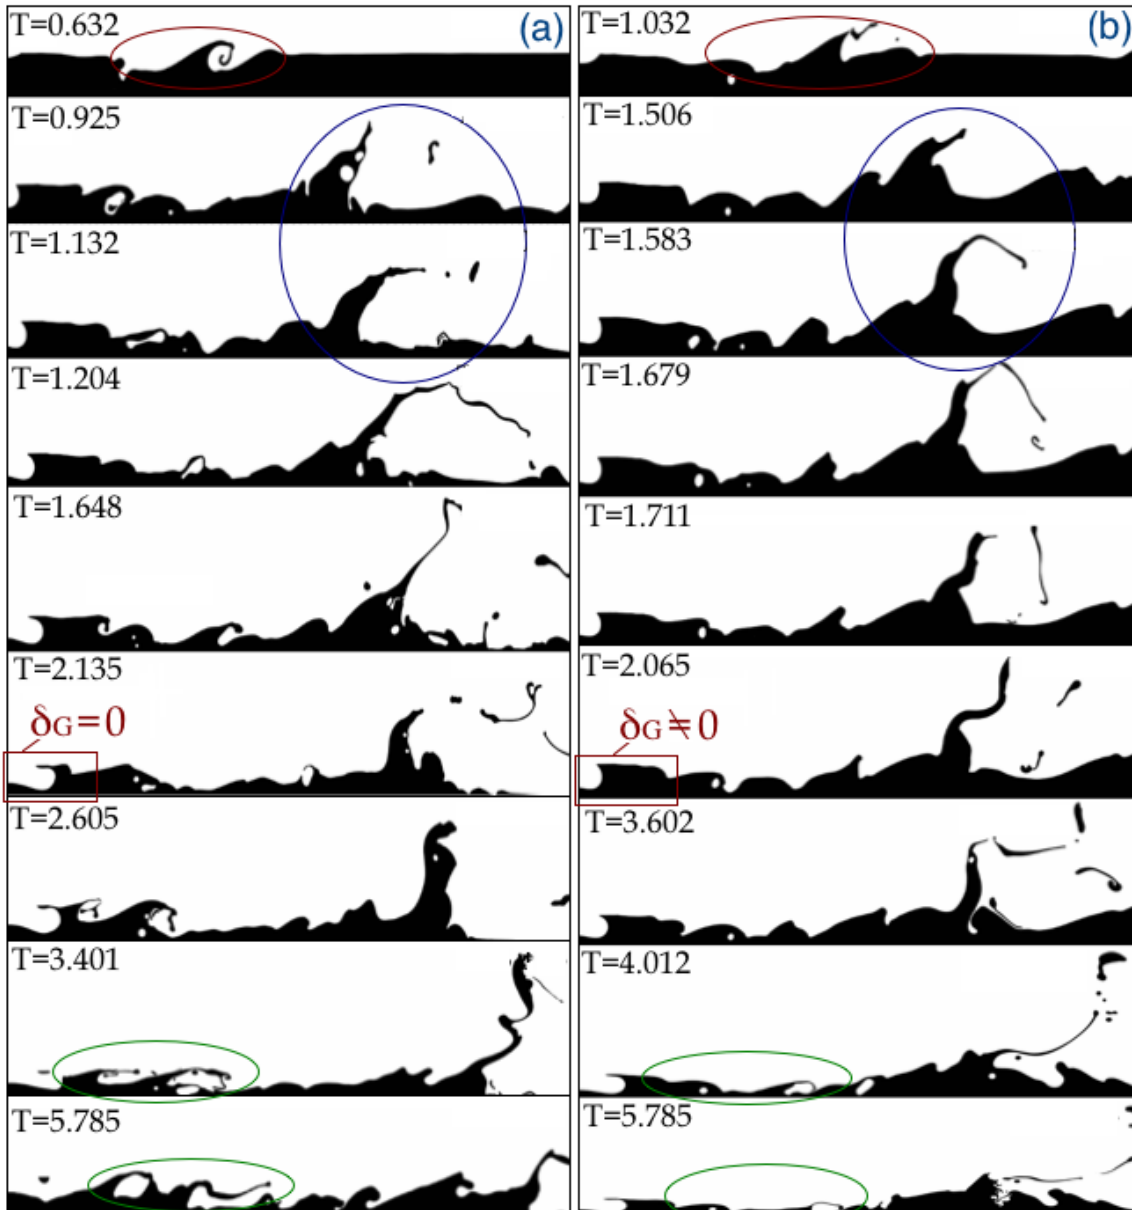 T=0.632 (a)
T=0.925
T=1.132
T=1.204
T=1.648
T=2.135
δG=0
T=2.605
T=3.401
T=5.785
T=1.032 (b)
T=1.506
T=1.583
T=1.679
T=1.711
T=2.065
δG≠0
T=3.602
T=4.012
T=5.785